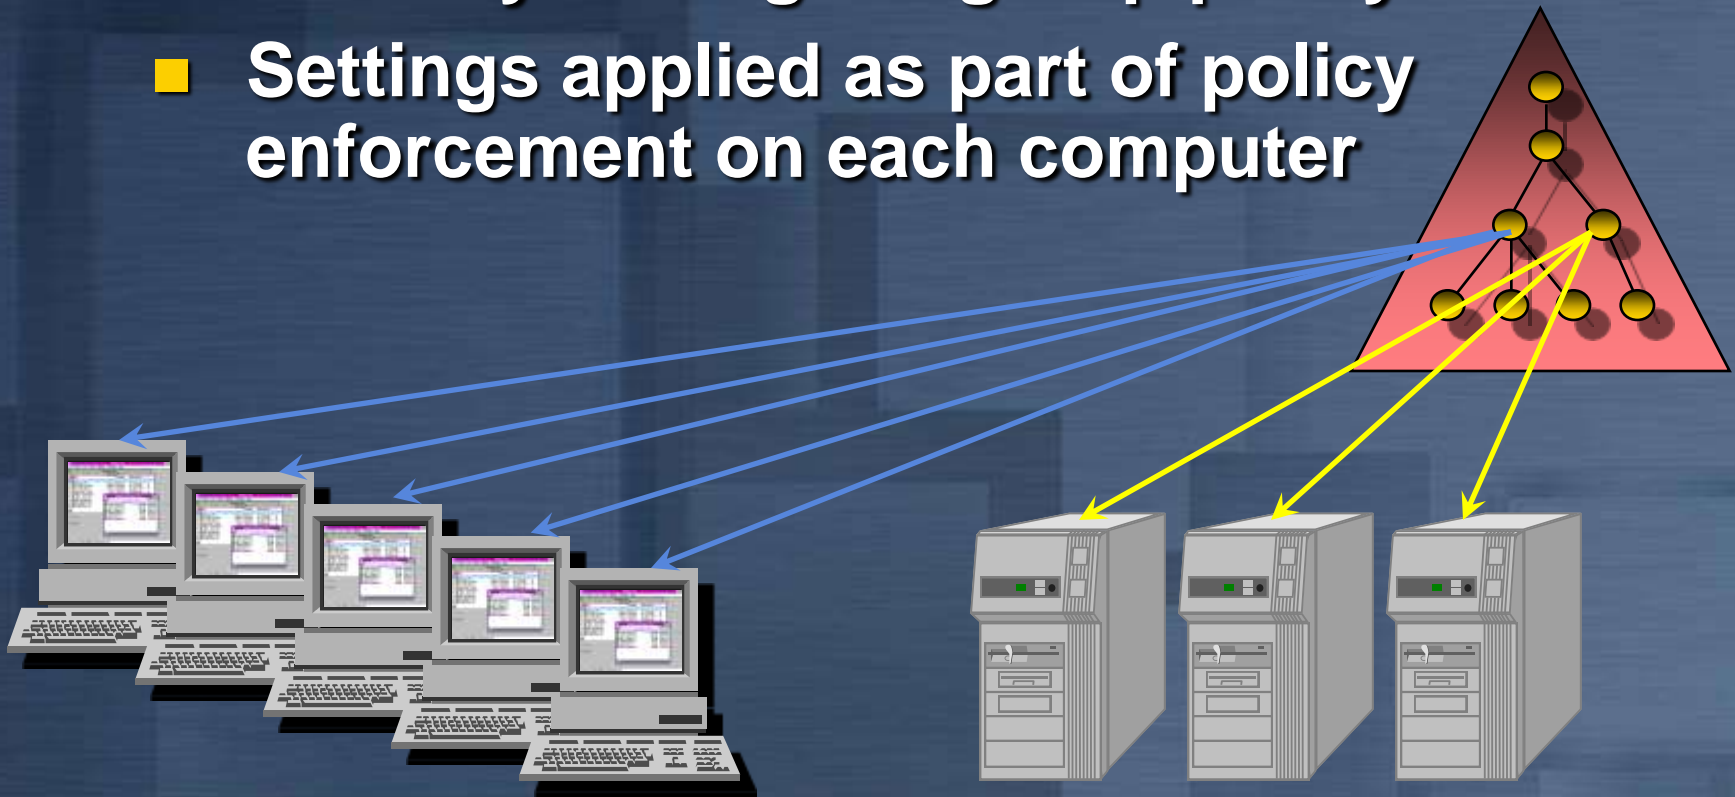 Settings applied as part of policy
enforcement on each computer